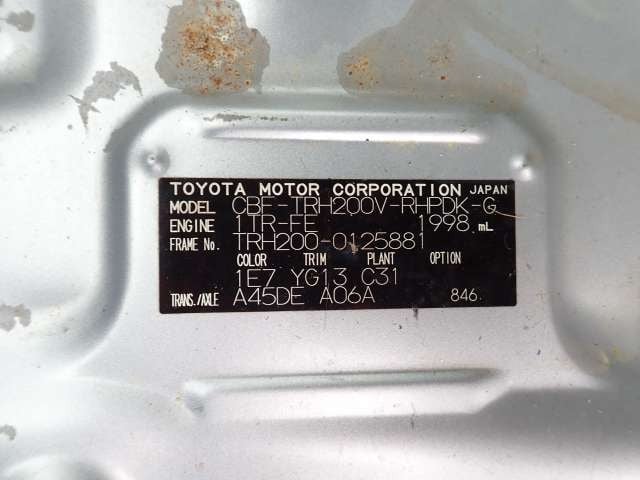 TOYOTA MOTOR CORPORATION JAPAN
MODEL CBF-TRH200V-RHPDK-G
ENGINE 1TR-FE 1998 mL
FRAME No. TRH200-0125881
COLOR TRIM PLANT OPTION
1E7 YG13 C31
TRANS./AXLE A45DE A06A 846.